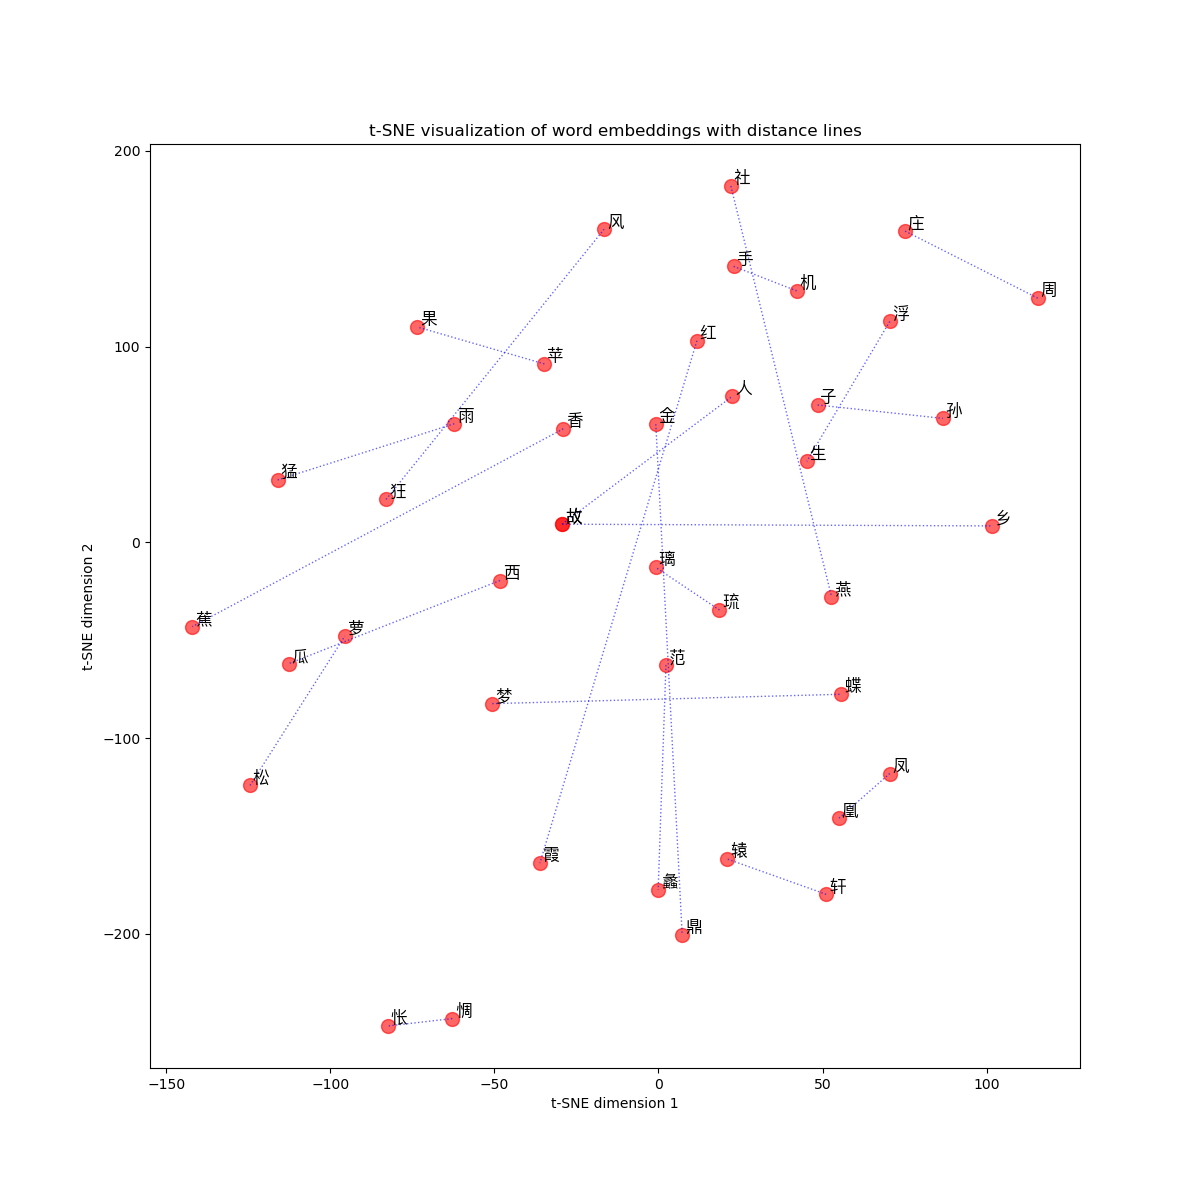 t-SNE visualization of word embeddings with distance lines
200
社
风
庄
手
机
周
浮
果
红
100
苹
人
子
孙
雨
金
香
生
猛
狂
故
乡
0
t-SNE dimension 2
璃
西
燕
琉
蕉
萝
瓜
范
蝶
梦
−100
凤
松
凰
辕
霞
蠡
轩
鼎
−200
惆
怅
−150
−100
−50
0
50
100
t-SNE dimension 1